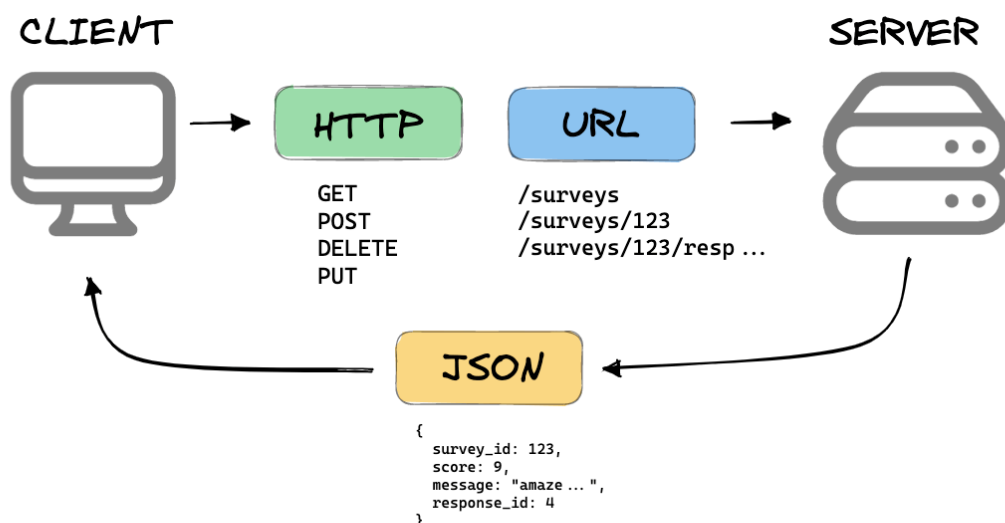 CLIENT
SERVER
HTTP
URL
GET
POST
DELETE
PUT
/surveys
/surveys/123
/surveys/123/resp ...
JSON
{
survey_id: 123,
score: 9,
message: "amaze ... ",
response_id: 4
}